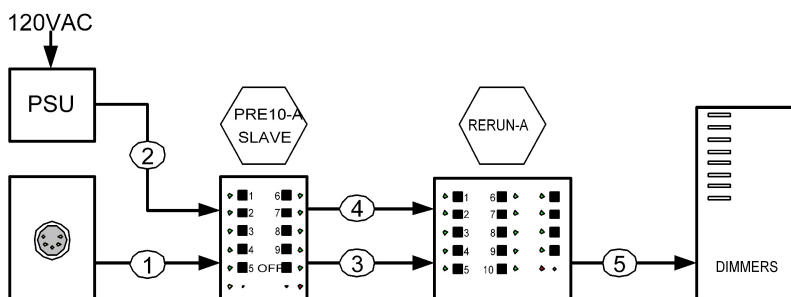 120VAC
PSU
PRE10-A
SLAVE
RERUN-A
2
1 6
2 7
3 8
4 9
5 OFF
4
1 6
2 7
3 8
4 9
5 10
1
3
5
DIMMERS